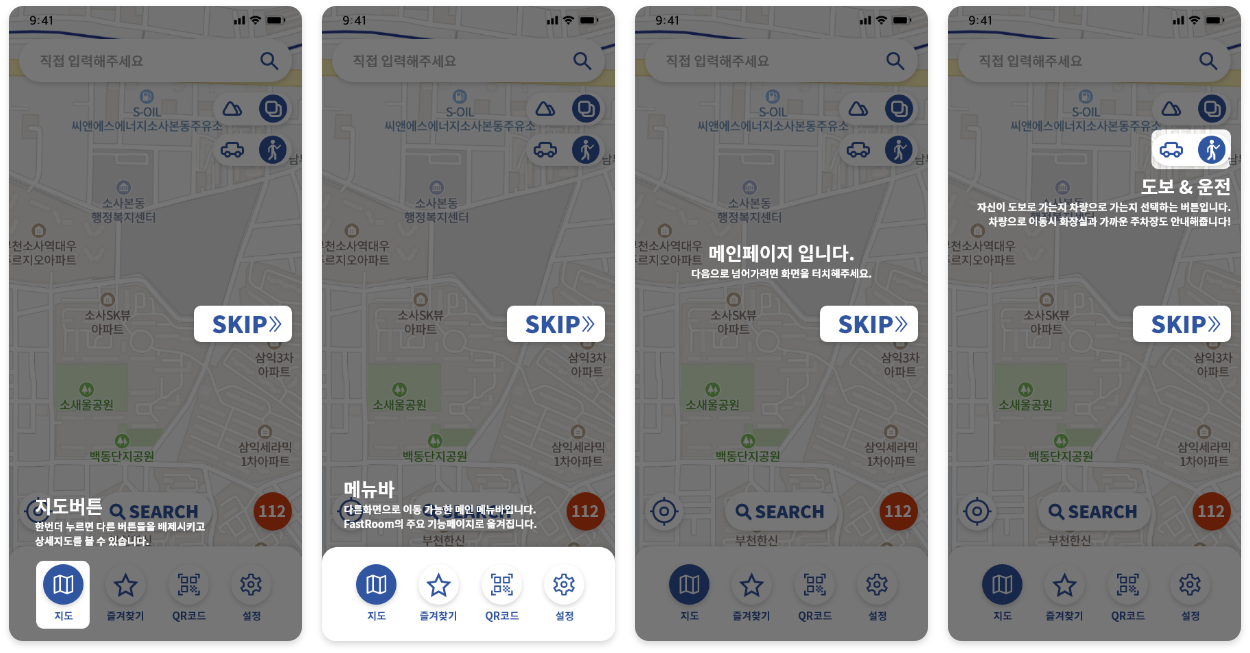 9:41
직접 입력해주세요
S-OIL
씨앤에스에너지소사본동주유소
남부
소사본동
행정복지센터
부천소사역대우
푸르지오아파트
소사SK뷰
아파트
SKIP
삼익3차
아파트
소새울공원
백동단지공원
삼익세라믹
1차아파트
지도버튼
SEARCH
112
한번더 누르면 다른 버튼들을 배제시키고
상세지도를 볼 수 있습니다.
지도
즐겨찾기
QR코드
설정
9:41
직접 입력해주세요
S-OIL
씨앤에스에너지소사본동주유소
소사본동
행정복지센터
부천소사역대우
푸르지오아파트
소사SK뷰
아파트
SKIP
삼익3차
아파트
소새울공원
백동단지공원
삼익세라믹
1차아파트
메뉴바
SEARCH
112
다른화면으로 이동 가능한 메인 메뉴바입니다.
FastRoom의 주요 기능페이지로 옮겨집니다.
부천한신
지도
즐겨찾기
QR코드
설정
9:41
직접 입력해주세요
S-OIL
씨앤에스에너지소사본동주유소
소사본동
행정복지센터
부천소사역대우
푸르지오아파트
메인페이지 입니다.
다음으로 넘어가려면 화면을 터치해주세요.
소사SK뷰
아파트
SKIP
삼익3차
아파트
소새울공원
백동단지공원
삼익세라믹
1차아파트
SEARCH
112
부천한신
지도
즐겨찾기
QR코드
설정
9:41
직접 입력해주세요
S-OIL
씨앤에스에너지소사본동주유소
도보 & 운전
자신이 도보로 가는지 차량으로 가는지 선택하는 버튼입니다.
차량으로 이동시 화장실과 가까운 주차장도 안내해줍니다!
부천소사역대우
푸르지오아파트
소사SK뷰
아파트
SKIP
삼익3차
아파트
소새울공원
백동단지공원
삼익세라믹
1차아파트
SEARCH
112
부천한신
지도
즐겨찾기
QR코드
설정